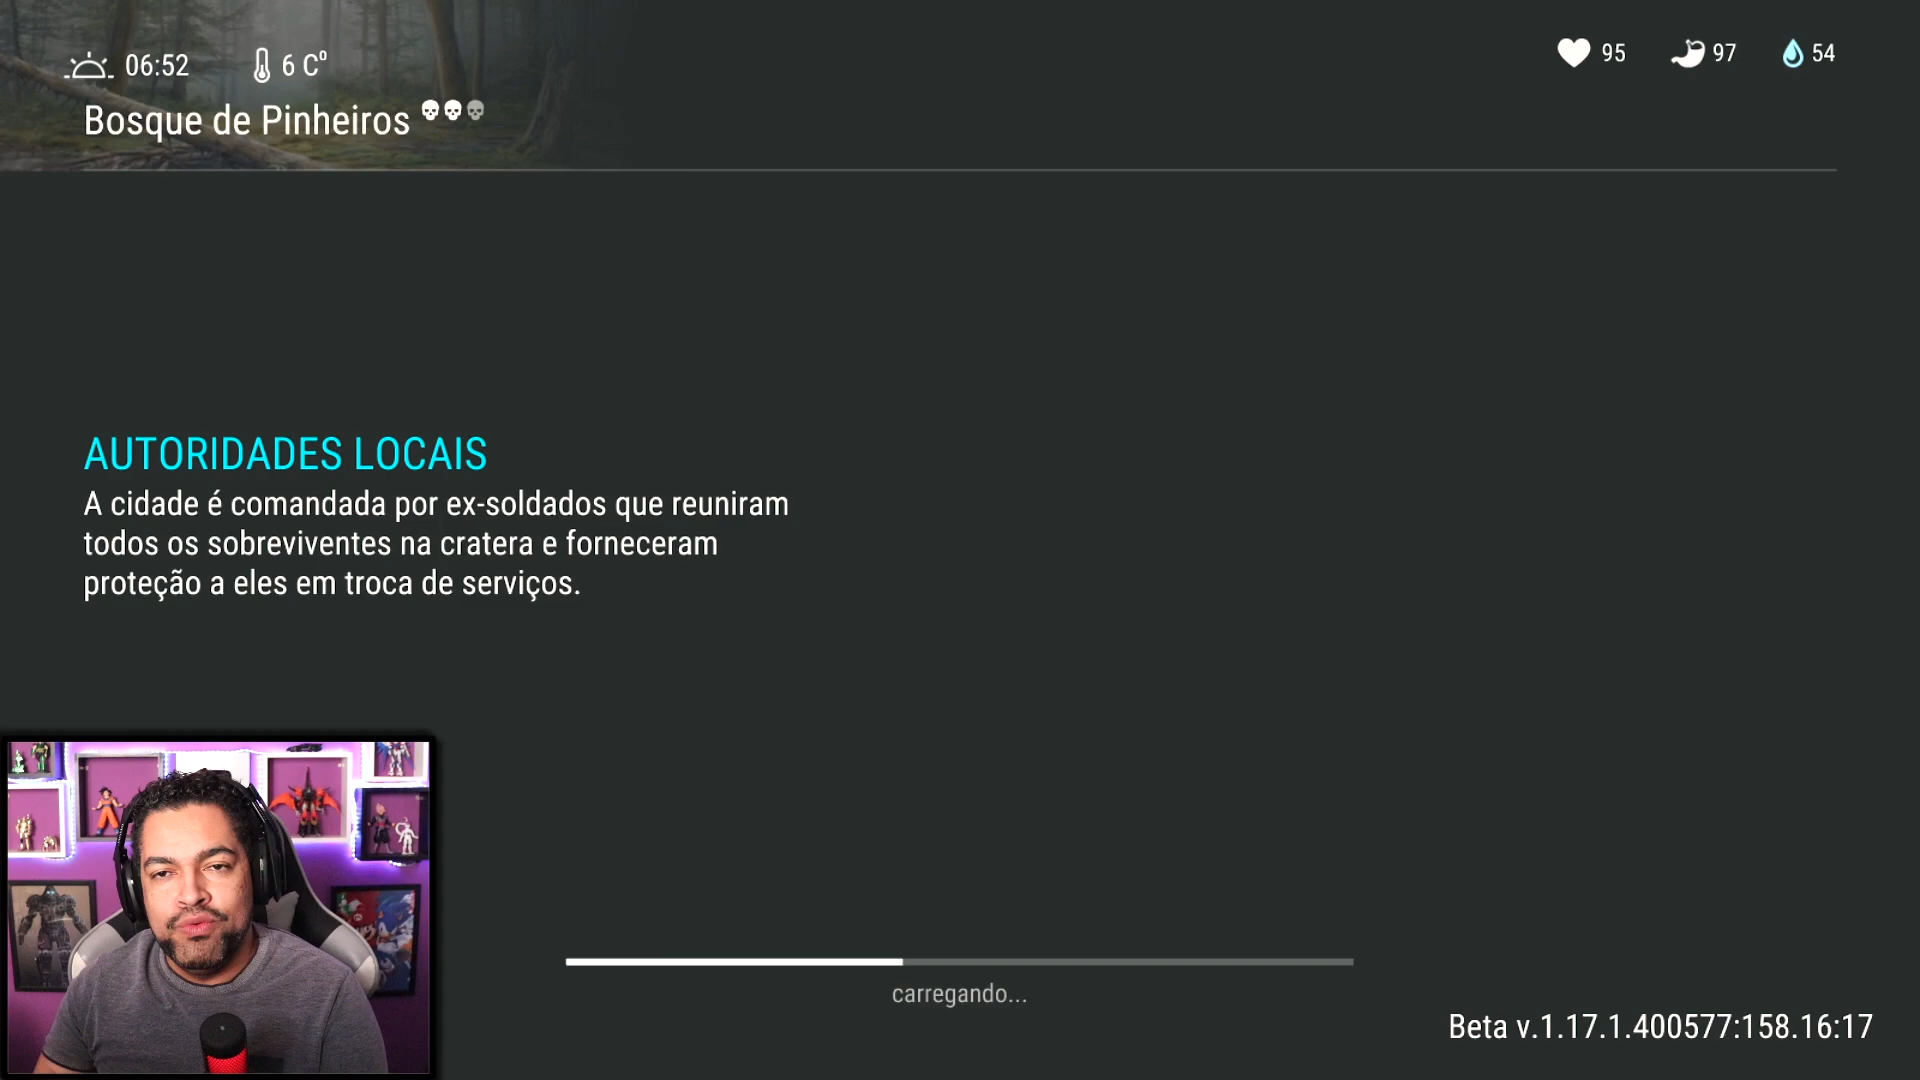 06:52
6 Cº
95
97
54
Bosque de Pinheiros
AUTORIDADES LOCAIS
A cidade é comandada por ex-soldados que reuniram
todos os sobreviventes na cratera e forneceram
proteção a eles em troca de serviços.
carregando...
Beta v.1.17.1.400577:158.16:17